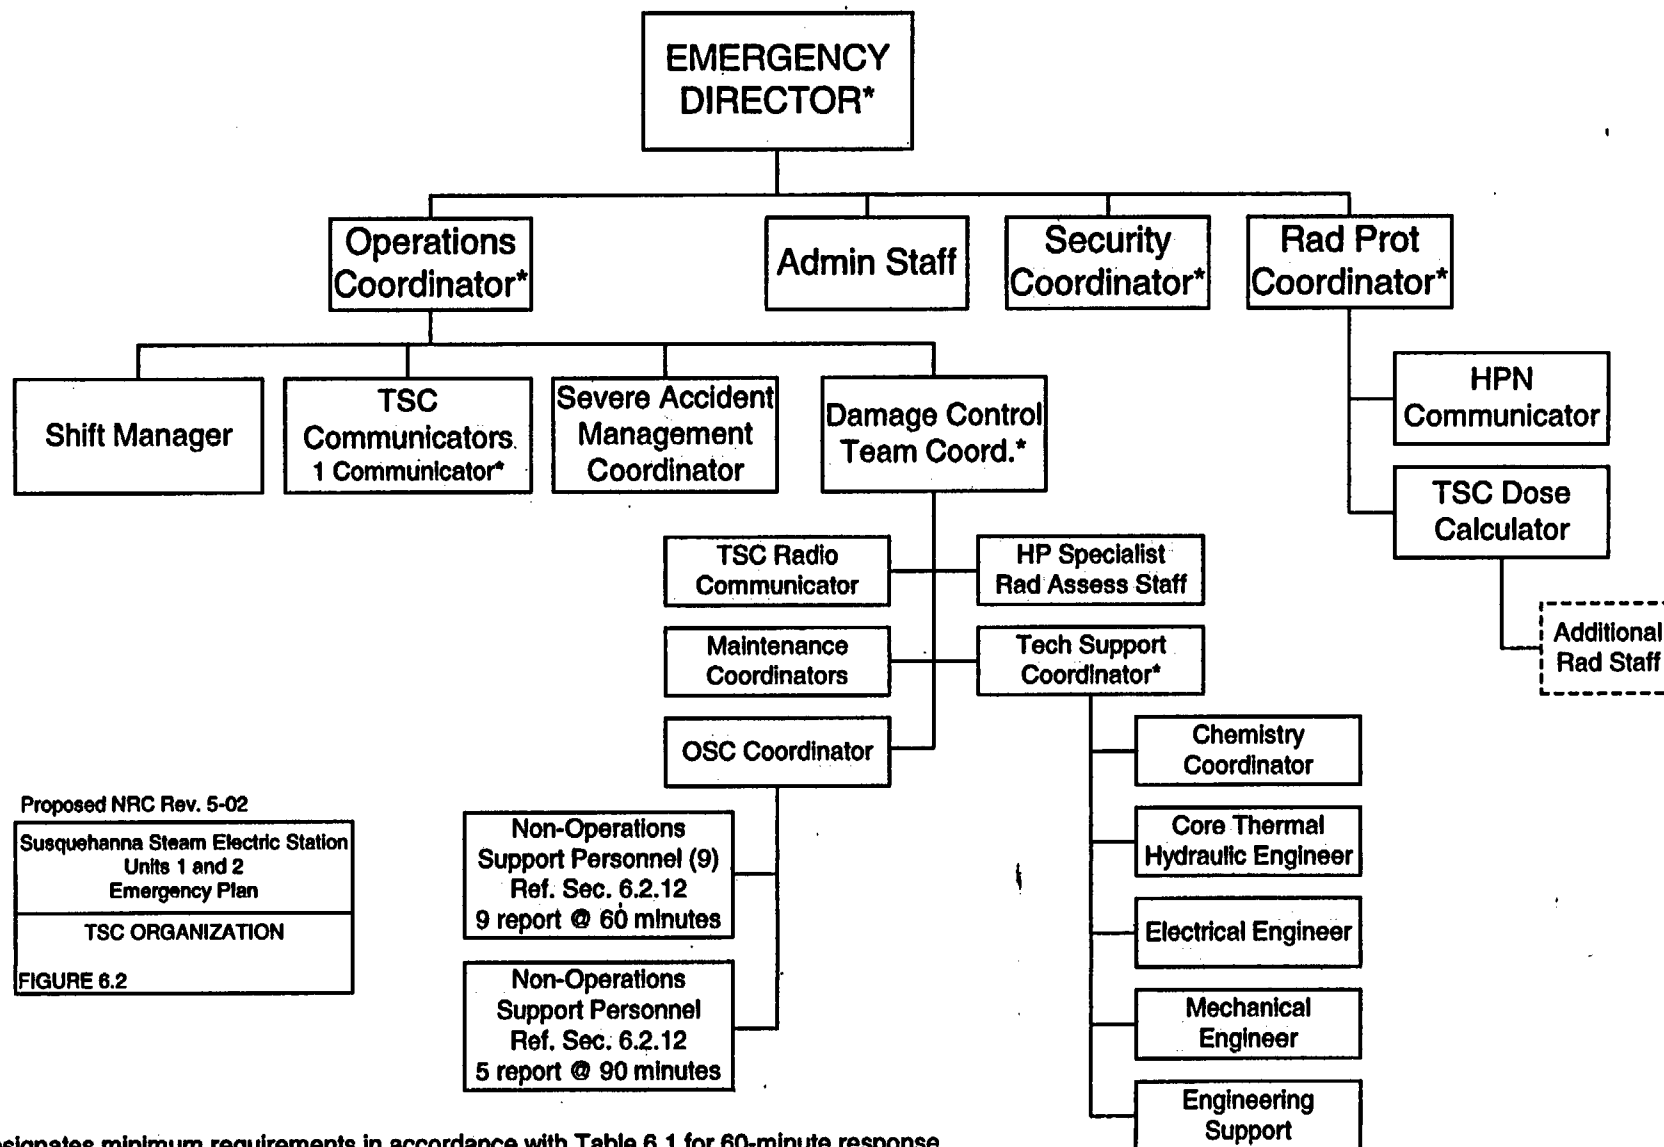 EMERGENCY
DIRECTOR*
Operations
Coordinator*
Admin Staff
Security
Coordinator*
Rad Prot
Coordinator*
Shift Manager
TSC
Communicators
1 Communicator*
Severe Accident
Management
Coordinator
Damage Control
Team Coord.*
HPN
Communicator
TSC Dose
Calculator
Additional
Rad Staff
TSC Radio
Communicator
HP Specialist
Rad Assess Staff
Maintenance
Coordinators
Tech Support
Coordinator*
OSC Coordinator
Chemistry
Coordinator
Core Thermal
Hydraulic Engineer
Electrical Engineer
Mechanical
Engineer
Engineering
Support
Non-Operations
Support Personnel (9)
Ref. Sec. 6.2.12
9 report @ 60 minutes
Non-Operations
Support Personnel
Ref. Sec. 6.2.12
5 report @ 90 minutes
Proposed NRC Rev. 5-02
Susquehanna Steam Electric Station
Units 1 and 2
Emergency Plan
TSC ORGANIZATION
FIGURE 6.2
minimum requirements in accordance with Table 6.1 for 60-minute response